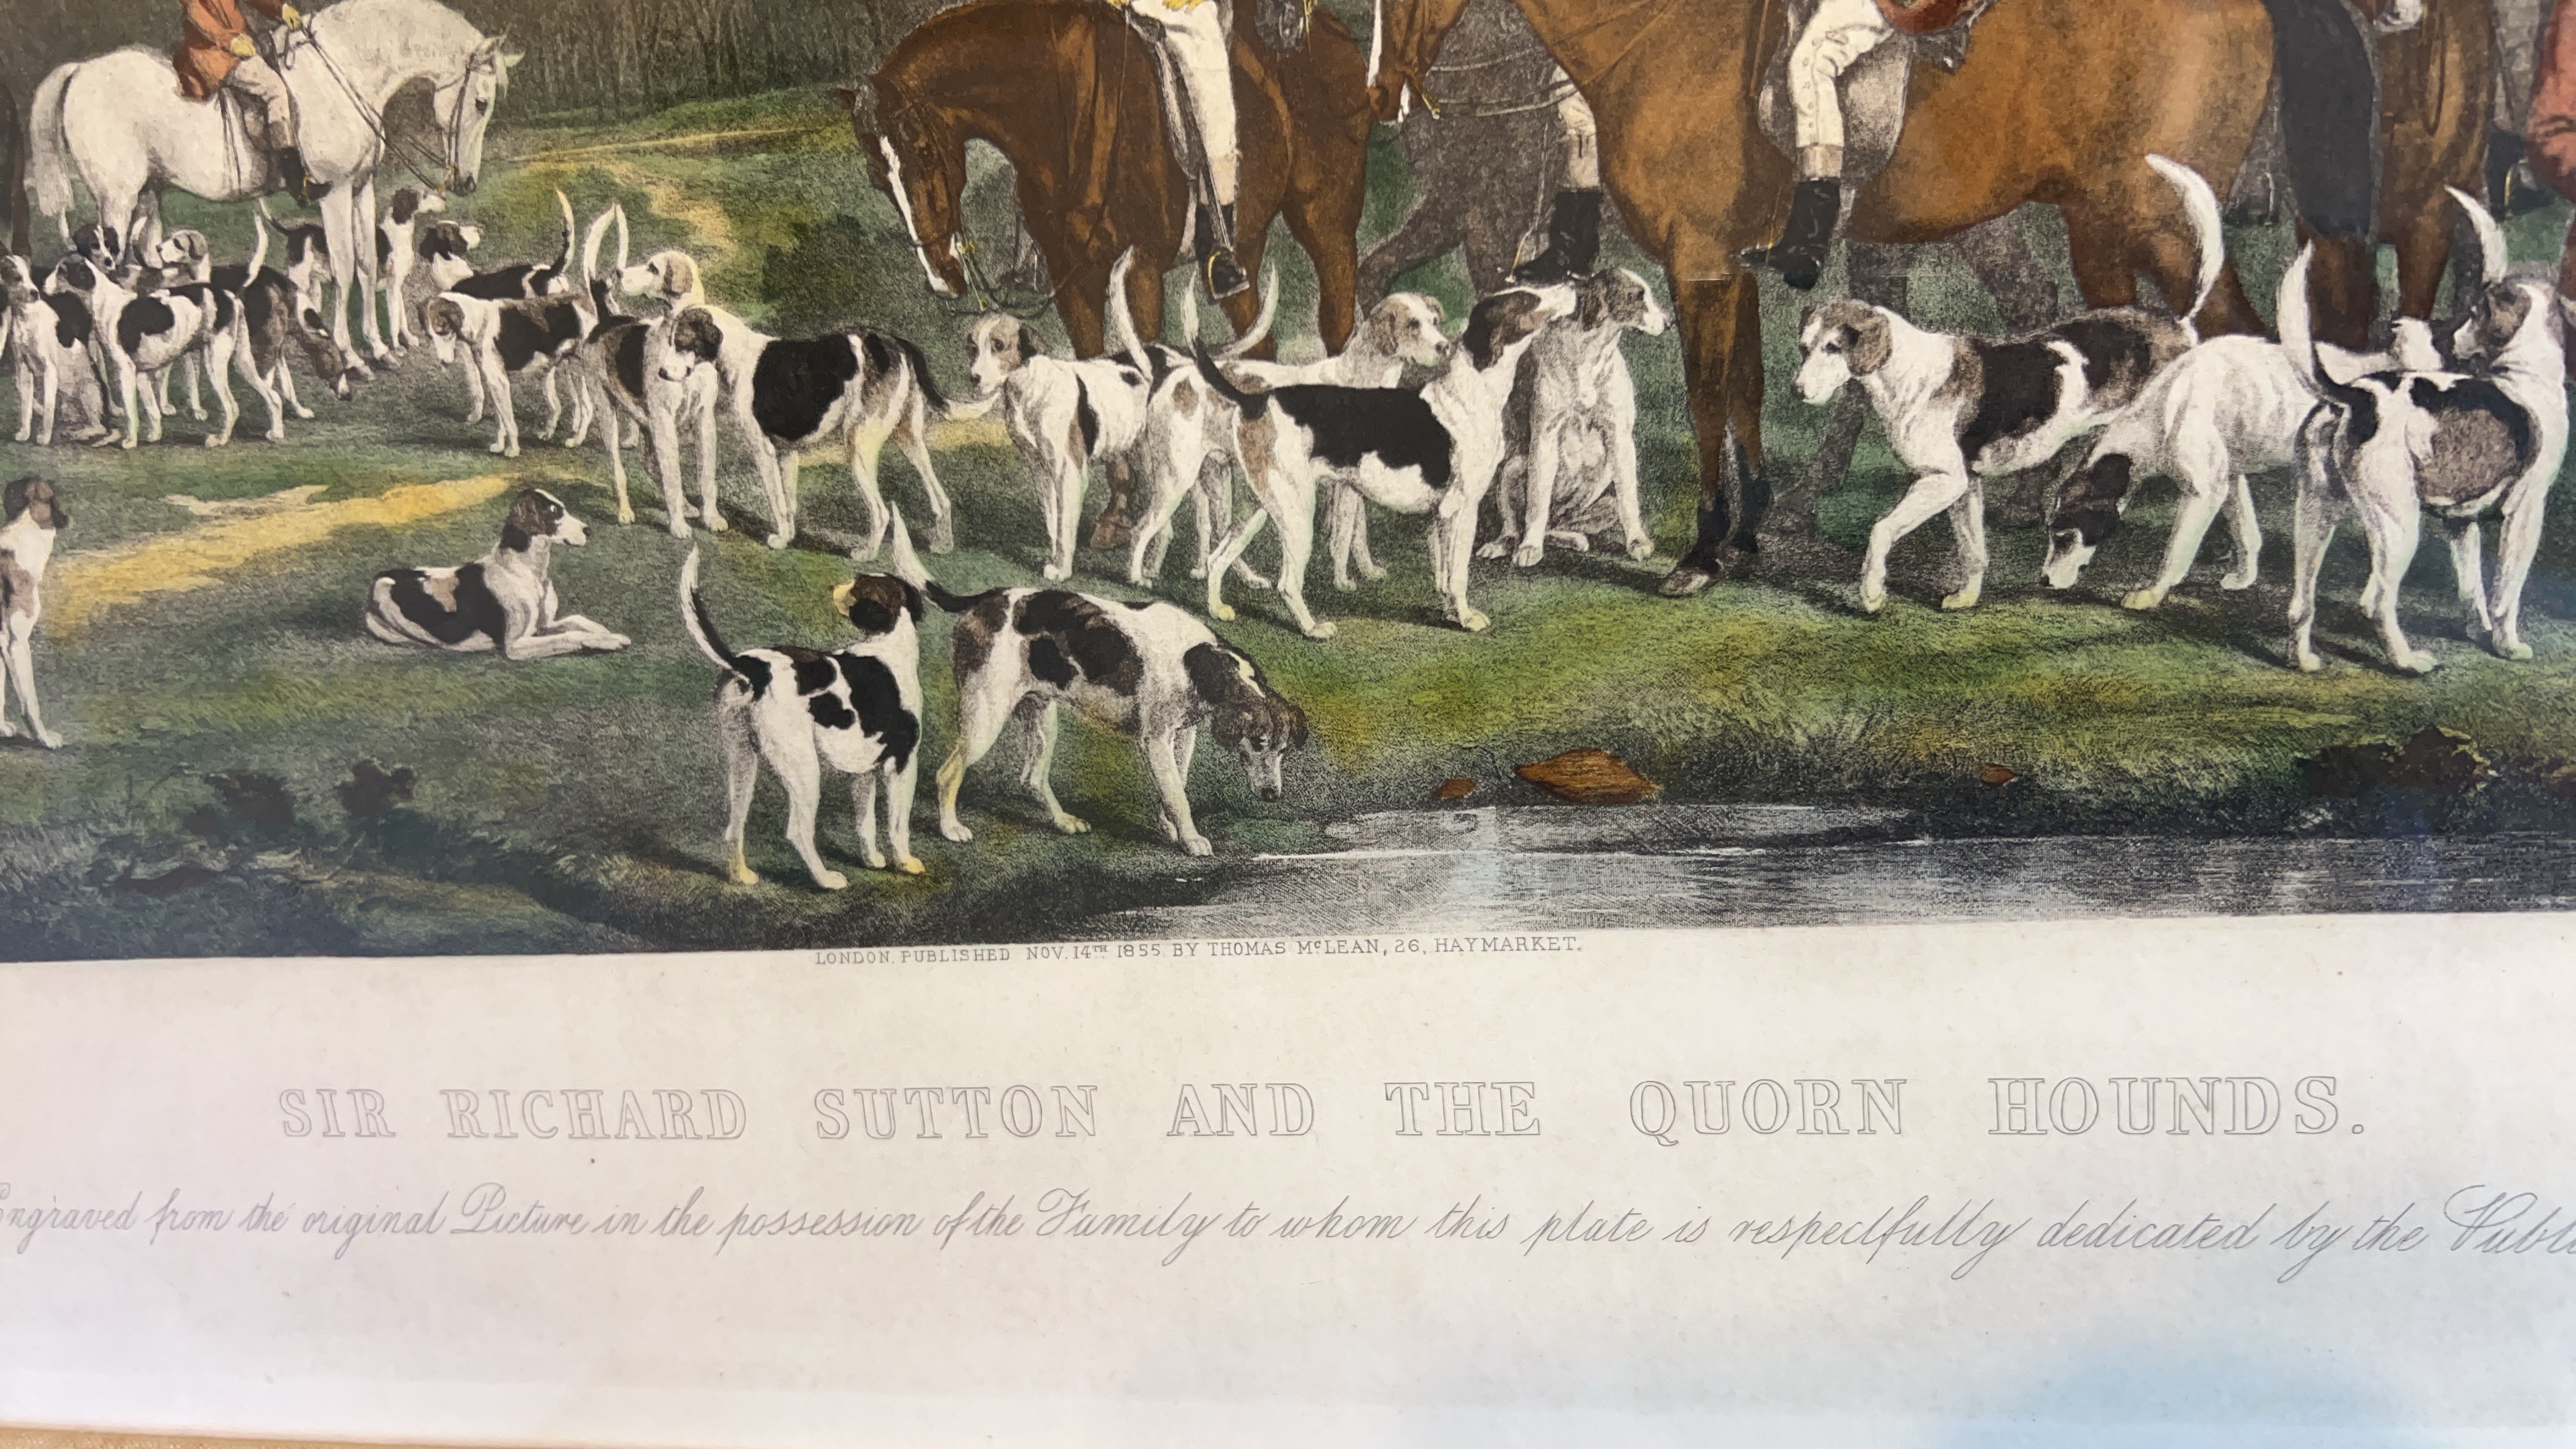 LONDON, PUBLISHED NOV. 14TH 1855, BY THOMAS McLEAN, 26, HAYMARKET.
SIR RICHARD SUTTON AND THE QUORN HOUNDS.
Engraved from the original Picture in the possession of the Family to whom this plate is respectfully dedicated by the